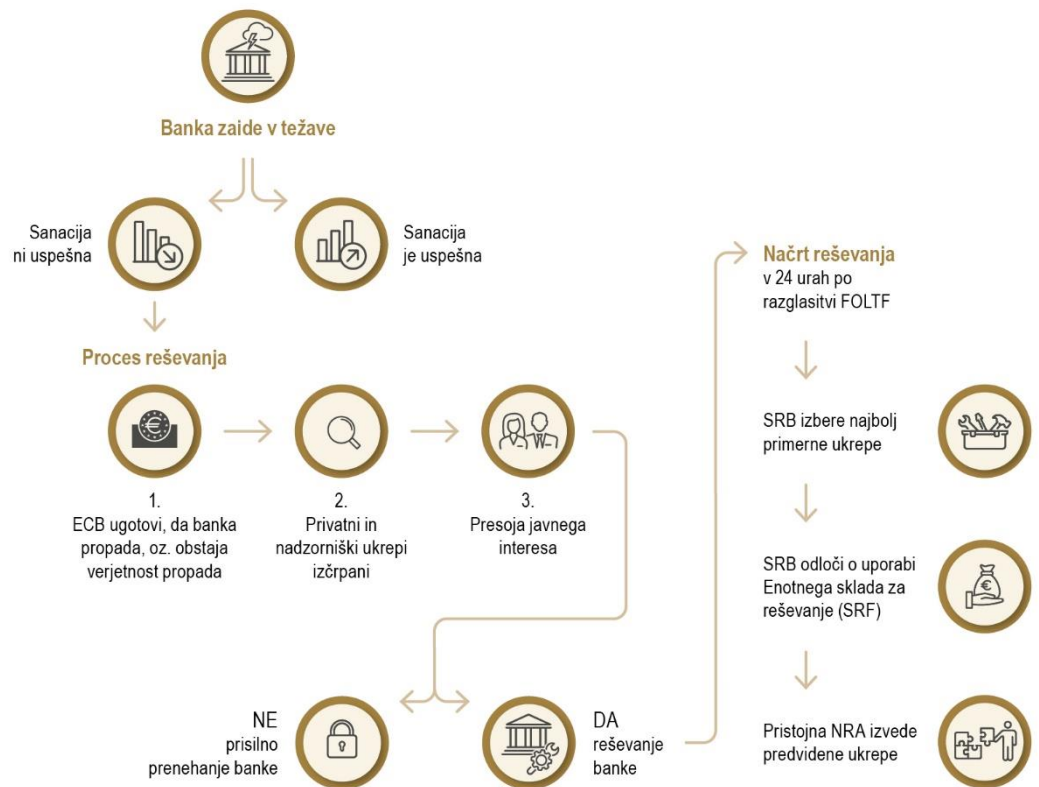 Banka zaide v težave
Sanacija
ni uspešna
Sanacija
je uspešna
Proces reševanja
1.
ECB ugotovi, da banka
propada, oz. obstaja
verjetnost propada
2.
Privatni in
nadzorniški ukrepi
izčrpani
3.
Presoja javnega
interesa
NE
prisilno
prenehanje banke
DA
reševanje
banke
Načrt reševanja
v 24 urah po
razglasitvi FOLTF
SRB izbere najbolj
primerne ukrepe
SRB odloči o uporabi
Enotnega sklada za
reševanje (SRF)
Pristojna NRA izvede
predvidene ukrepe